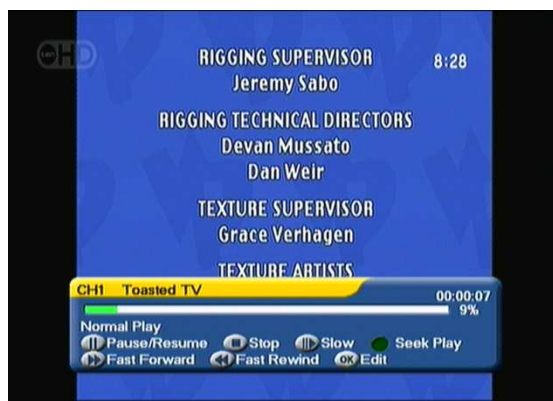 ten HD
RIGGING SUPERVISOR
8:28
Jeremy Sabo
RIGGING TECHNICAL DIRECTORS
Devan Mussato
Dan Weir
TEXTURE SUPERVISOR
Grace Verhagen
TEXTURE ARTISTS
CH1 Toasted TV
00:00:07
9%
Normal Play
Pause/Resume Stop Slow Seek Play
Fast Forward Fast Rewind OK Edit